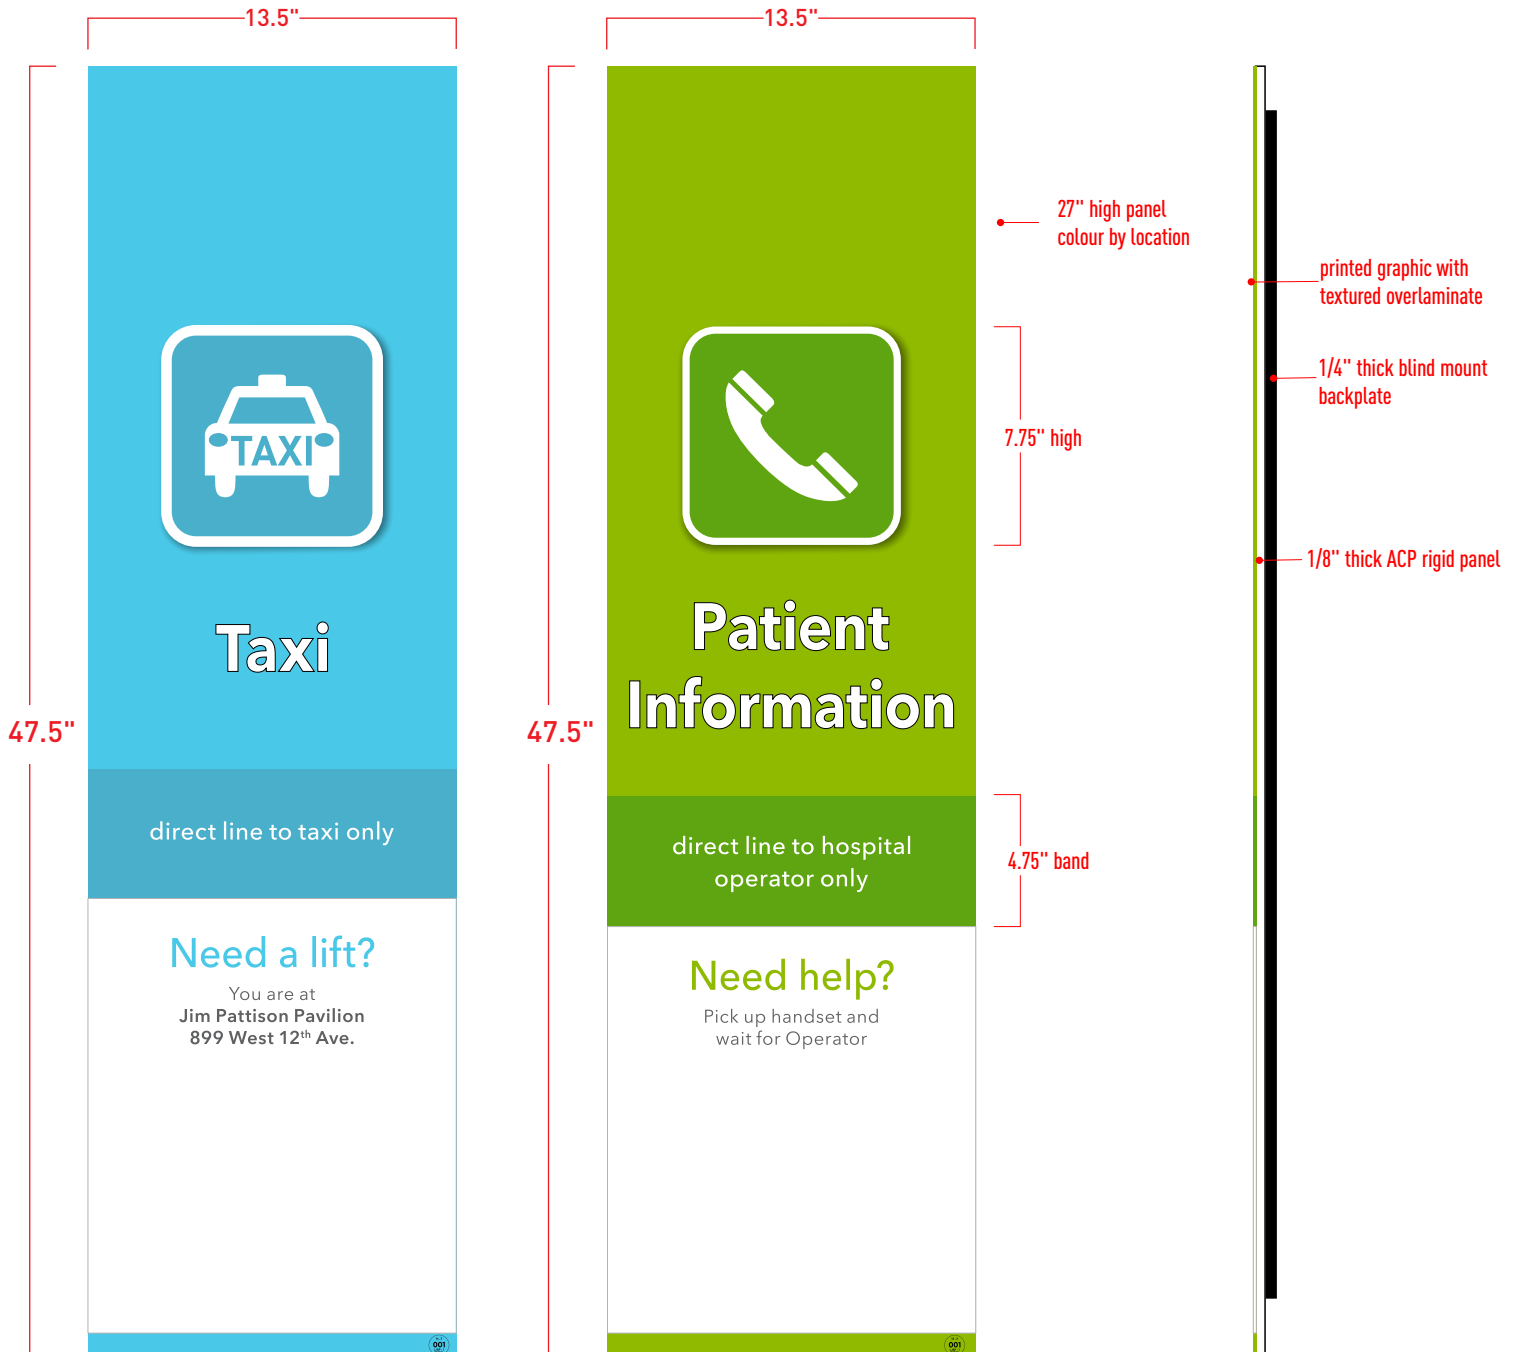 13.5"
13.5"
47.5"
TAXI
Taxi
direct line to taxi only
Need a lift?
You are at
Jim Pattison Pavilion
899 West 12th Ave.
001
47.5"
Patient
Information
direct line to hospital
operator only
Need help?
Pick up handset and
wait for Operator
001
27" high panel
colour by location
7.75" high
4.75" band
printed graphic with
textured overlaminate
1/4" thick blind mount
backplate
1/8" thick ACP rigid panel